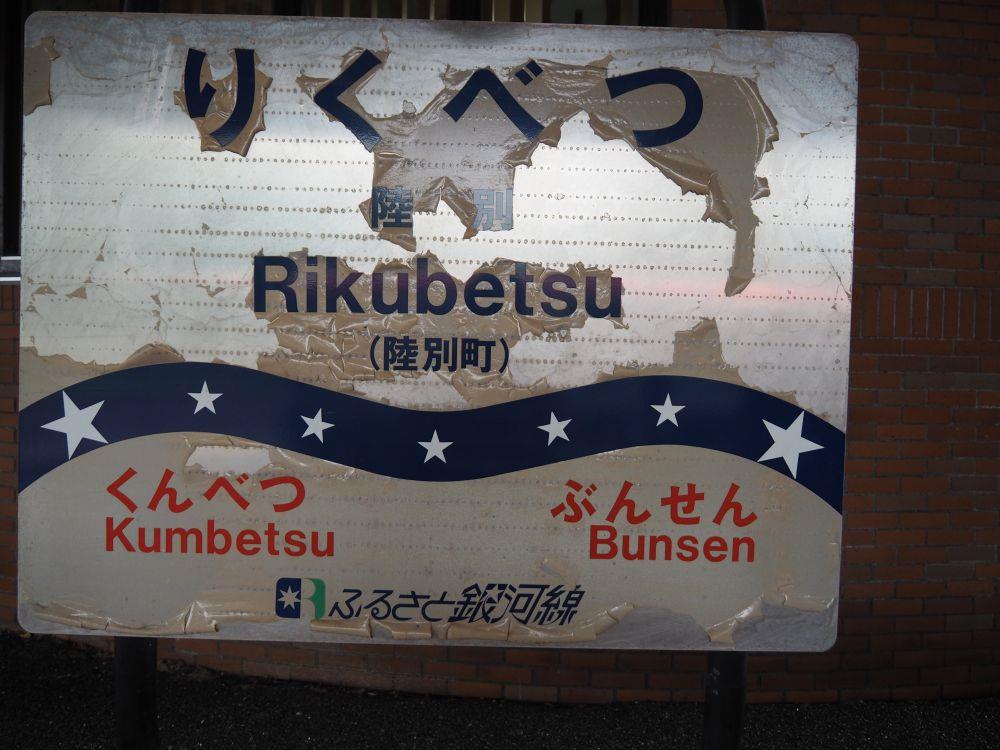 りくべつ
陸別
Rikubetsu
(陸別町)
くんべつ ぶんせん
Kumbetsu Bunsen
ふるさと銀河線